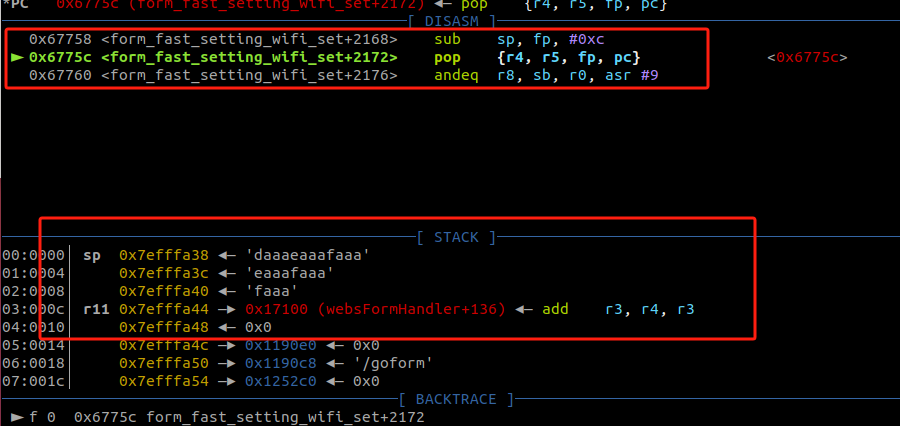 *PC 0x6775c (form_fast_setting_wifi_set+2172) ◂— pop {r4, r5, fp, pc}
[ DISASM ]
0x67758 <form_fast_setting_wifi_set+2168> sub sp, fp, #0xc
► 0x6775c <form_fast_setting_wifi_set+2172> pop {r4, r5, fp, pc} <0x6775c>
0x67760 <form_fast_setting_wifi_set+2176> andeq r8, sb, r0, asr #9
[ STACK ]
00:0000│ sp 0x7efffa38 ◂— 'daaaeaaafaaa'
01:0004│ 0x7efffa3c ◂— 'eaaafaaa'
02:0008│ 0x7efffa40 ◂— 'faaa'
03:000c│ r11 0x7efffa44 —▸ 0x17100 (websFormHandler+136) ◂— add r3, r4, r3
04:0010│ 0x7efffa48 ◂— 0x0
05:0014│ 0x7efffa4c —▸ 0x1190e0 ◂— 0x0
06:0018│ 0x7efffa50 —▸ 0x1190c8 ◂— '/goform'
07:001c│ 0x7efffa54 —▸ 0x1252c0 ◂— 0x0
[ BACKTRACE ]
► f 0 0x6775c form_fast_setting_wifi_set+2172